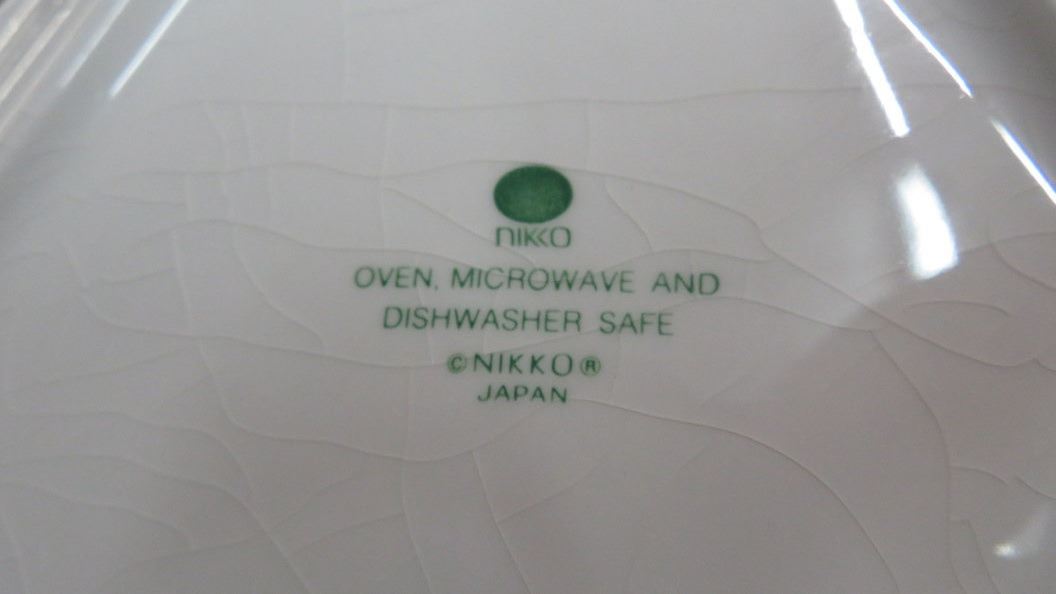 nikko
OVEN, MICROWAVE AND
DISHWASHER SAFE
©NIKKO®
JAPAN